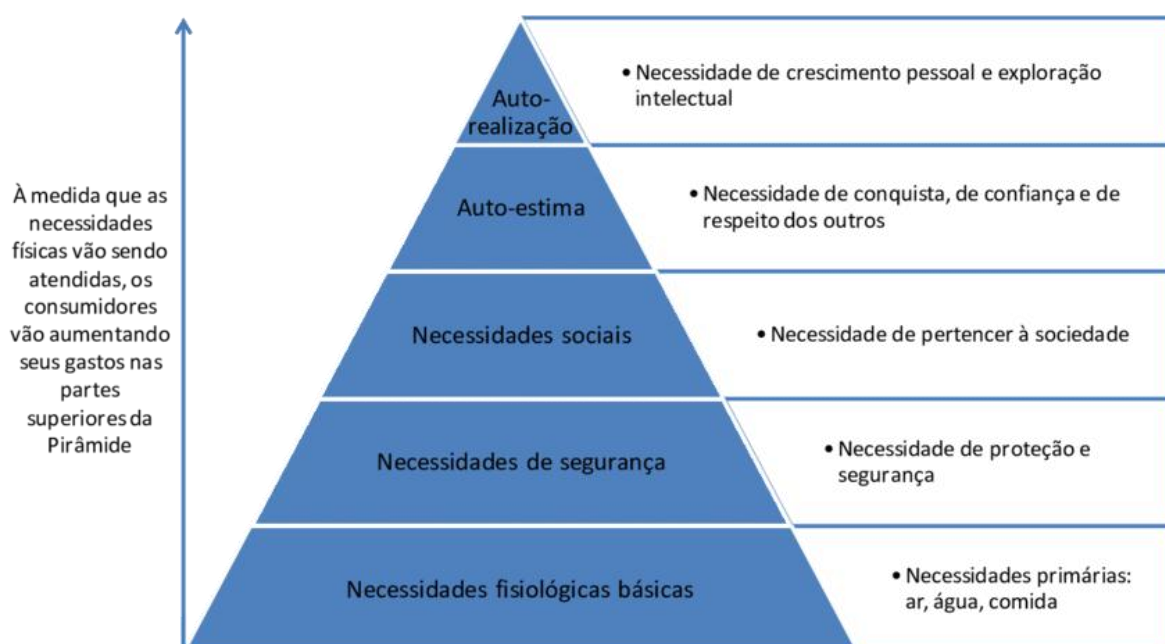 À medida que as
necessidades
físicas vão sendo
atendidas, os
consumidores
vão aumentando
seus gastos nas
partes
superiores da
Pirâmide
Auto-
realização
• Necessidade de crescimento pessoal e exploração
intelectual
Auto-estima
• Necessidade de conquista, de confiança e de
respeito dos outros
Necessidades sociais
• Necessidade de pertencer à sociedade
Necessidades de segurança
• Necessidade de proteção e
segurança
Necessidades fisiológicas básicas
• Necessidades primárias:
ar, água, comida